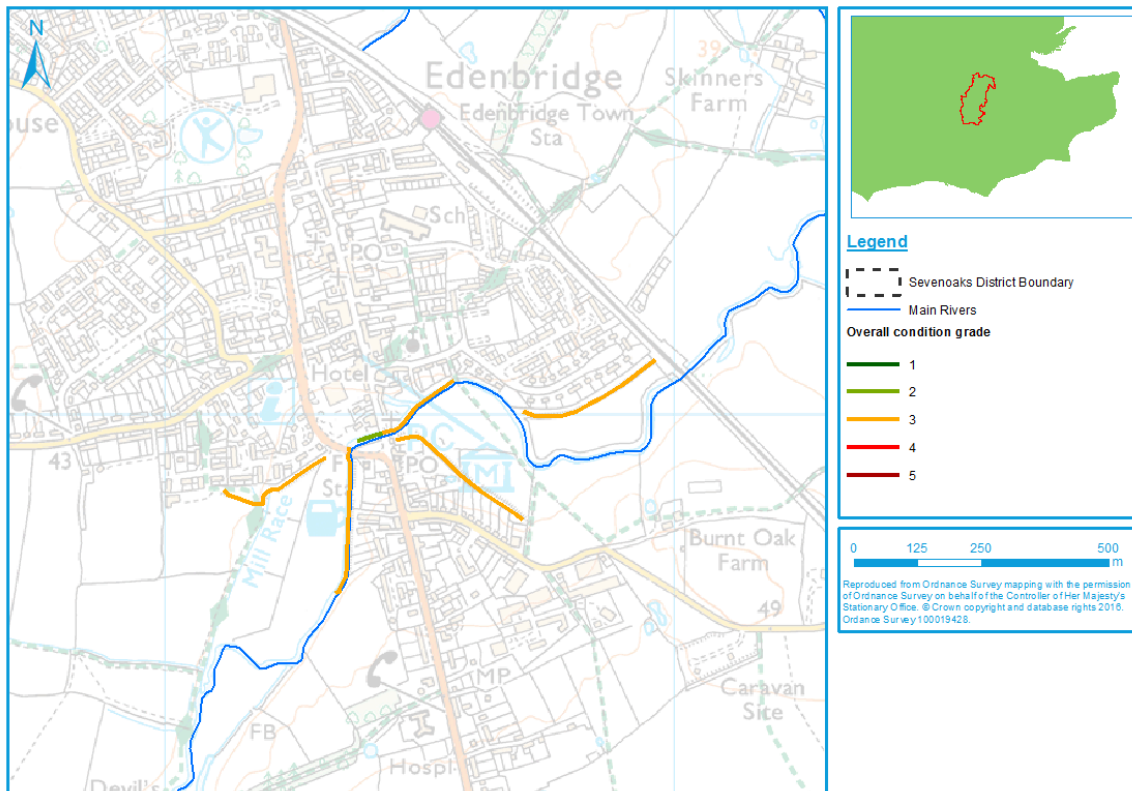 N
39
Edenbridge
Skinners
Farm
Edenbridge Town
Sta
ouse
Sch
PO
Hotel
43
PC
PO
Sta
M
Mill Race
Burnt Oak
Farm
49
MP
Caravan
Site
FB
Hospl
Devil's
Legend
Sevenoaks District Boundary
Main Rivers
Overall condition grade
1
2
3
4
5
0 125 250 500
m
Reproduced from Ordnance Survey mapping with the permission
of Ordnance Survey on behalf of the Controller of Her Majesty's
Stationary Office. © Crown copyright and database rights 2016.
Ordance Survey 100019428.